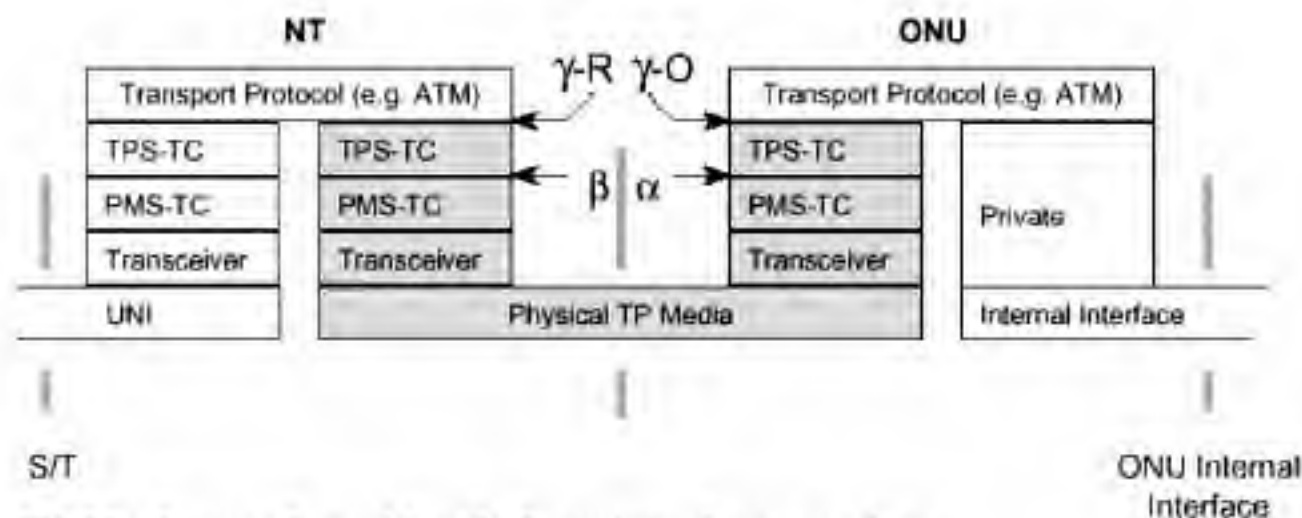 NT
ONU
γ-R γ-O
Transport Protocol (e.g. ATM)
Transport Protocol (e.g. ATM)
TPS-TC
TPS-TC
TPS-TC
PMS-TC
PMS-TC
β α
PMS-TC
Private
Transceiver
Transceiver
Transceiver
UNI
Physical TP Media
Internal Interface
S/T
ONU Internal
Interface